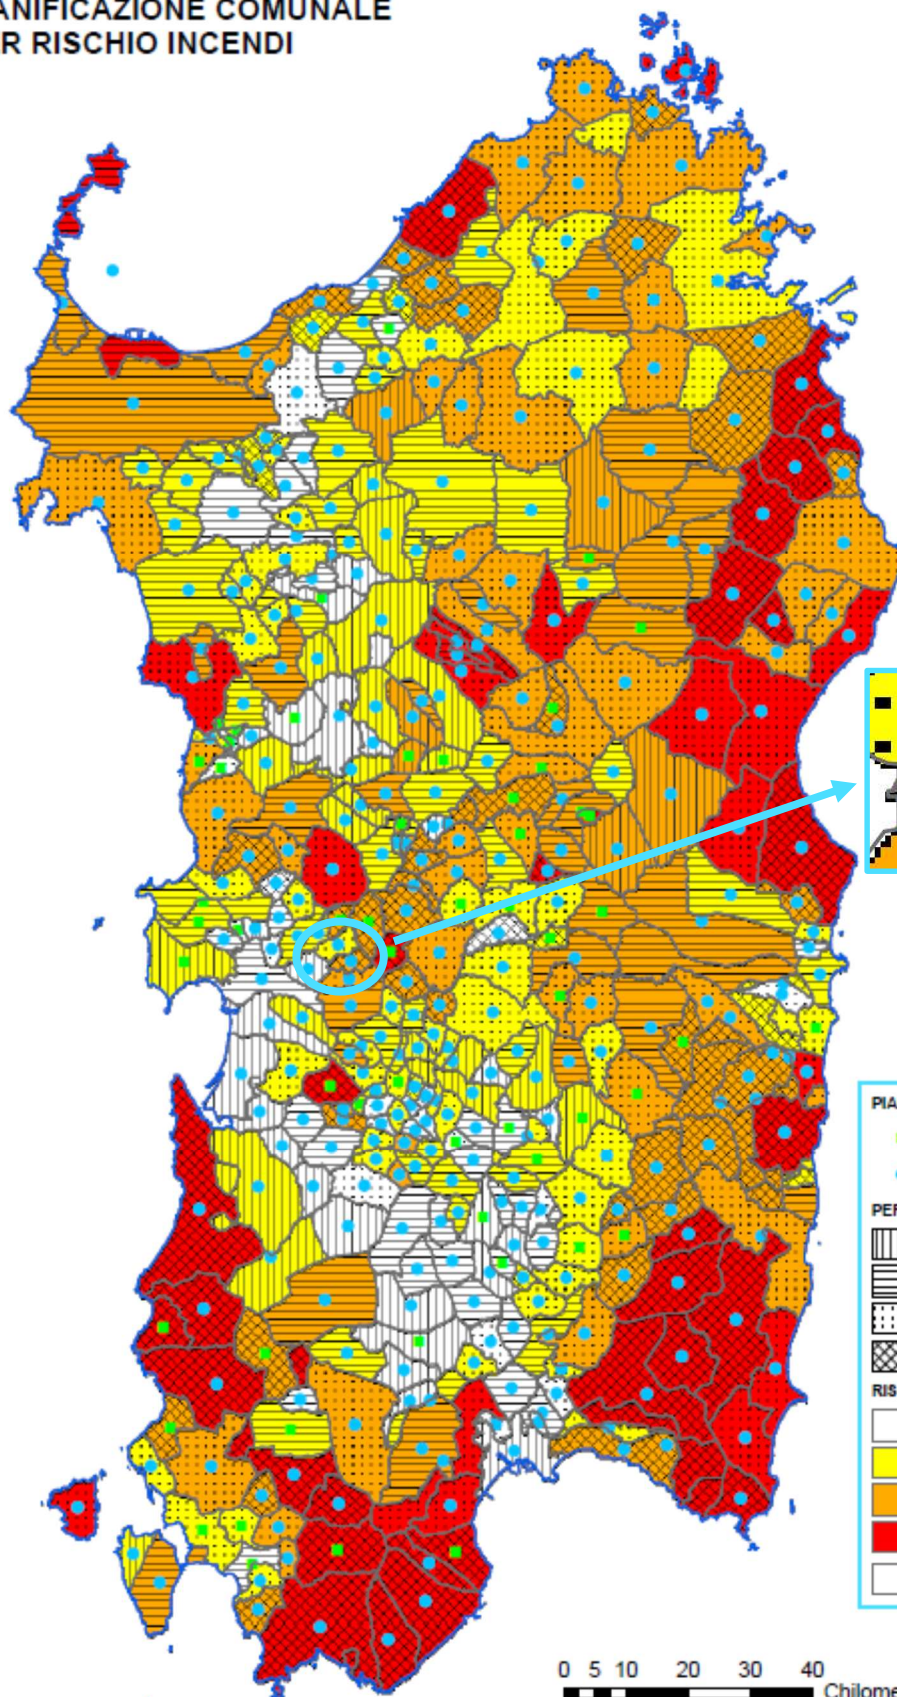 ANIFICAZIONE COMUNALE
R RISCHIO INCENDI
PIA
PER
RIS
0 5 10 20 30 40
Chilome